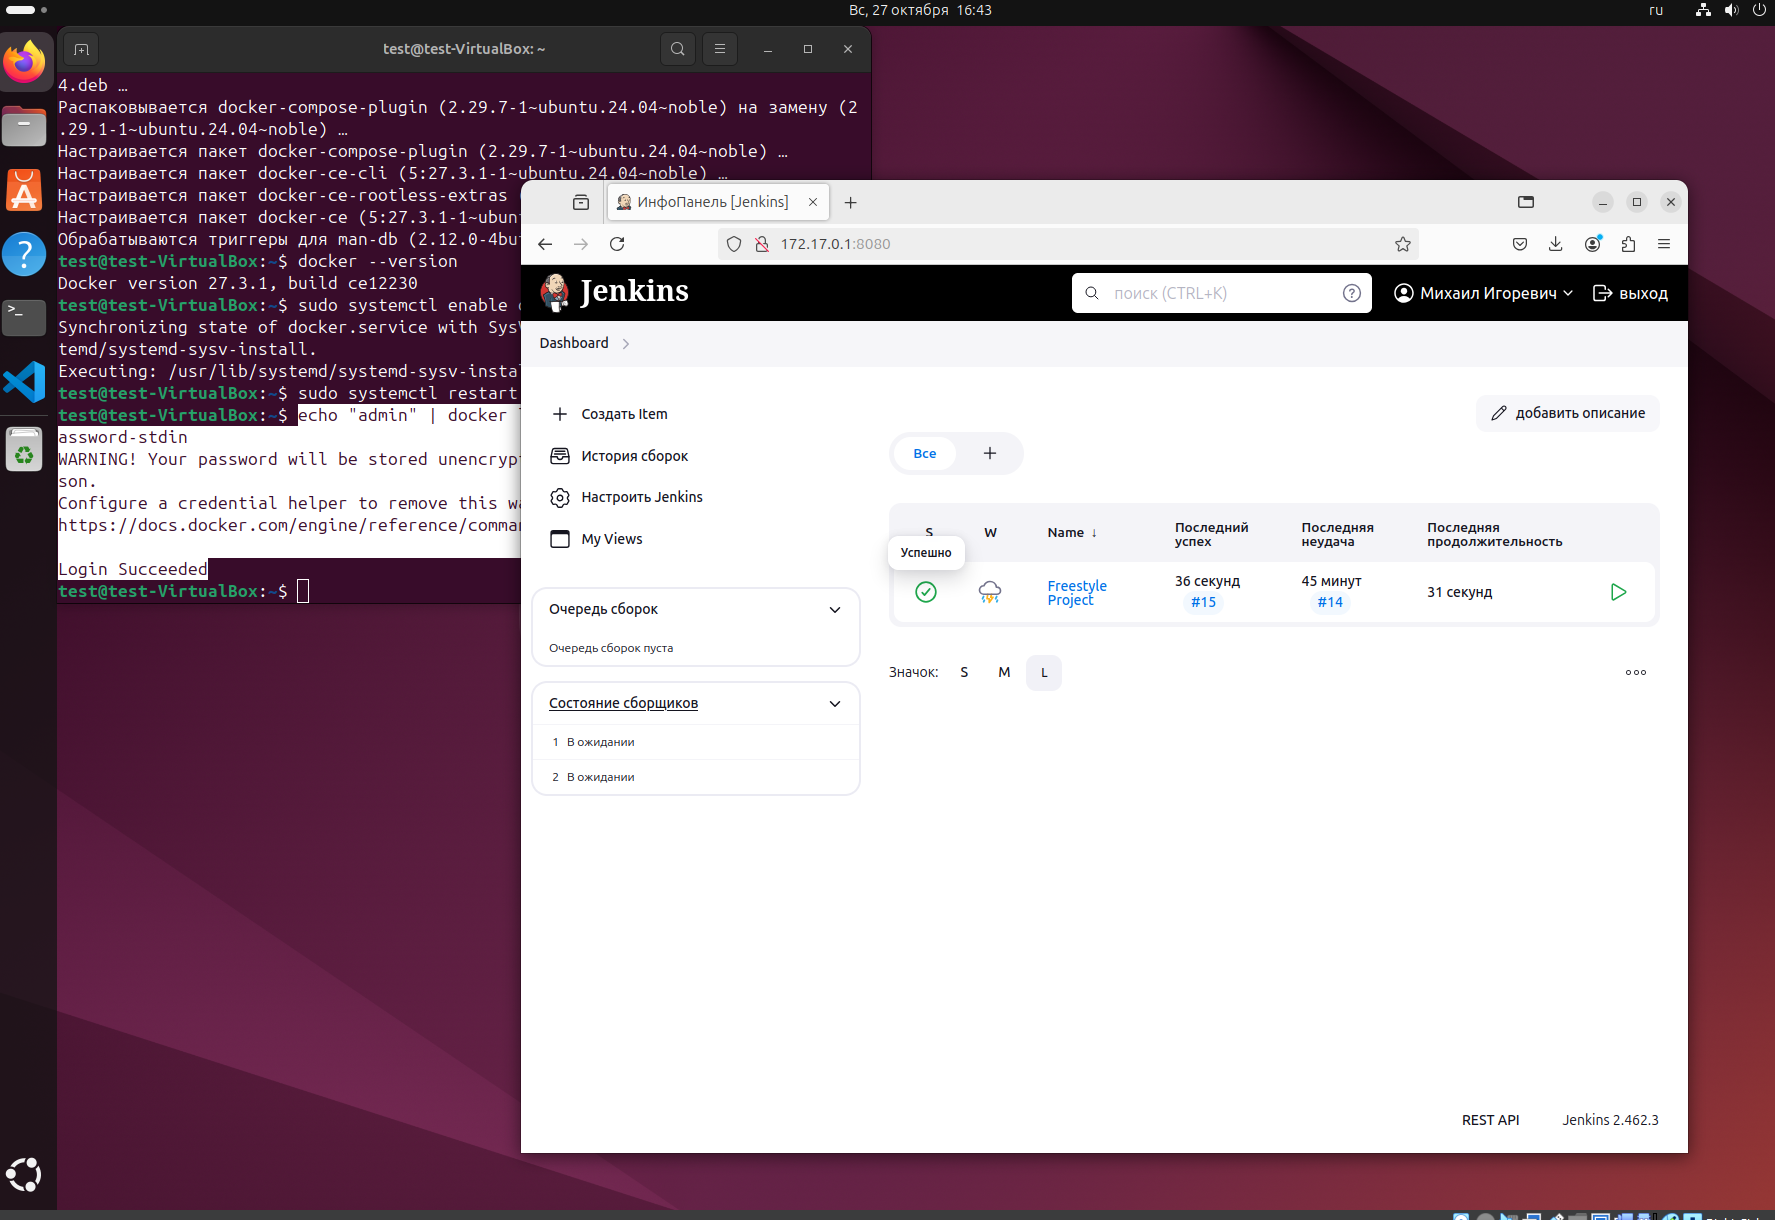 Вс, 27 октября 16:43
ru
test@test-VirtualBox: ~
4.deb …
Распаковывается docker-compose-plugin (2.29.7-1~ubuntu.24.04~noble) на замену (2
.29.1-1~ubuntu.24.04~noble) …
Настраивается пакет docker-compose-plugin (2.29.7-1~ubuntu.24.04~noble) …
Настраивается пакет docker-ce-cli (5:27.3.1-1~ubuntu.24.04~noble) …
Настраивается пакет docker-ce-rootless-extras
Настраивается пакет docker-ce (5:27.3.1-1~ubun
Обрабатываются триггеры для man-db (2.12.0-4bu
test@test-VirtualBox:~$ docker --version
Docker version 27.3.1, build ce12230
test@test-VirtualBox:~$ sudo systemctl enable
Synchronizing state of docker.service with Sys
temd/systemd-sysv-install.
Executing: /usr/lib/systemd/systemd-sysv-insta
test@test-VirtualBox:~$ sudo systemctl restart
test@test-VirtualBox:~$ echo "admin" | docker
assword-stdin
WARNING! Your password will be stored unencryp
son.
Configure a credential helper to remove this wa
https://docs.docker.com/engine/reference/comma
Login Succeeded
test@test-VirtualBox:~$
ИнфоПанель [Jenkins]
172.17.0.1:8080
Jenkins
поиск (CTRL+K)
Михаил Игоревич
выход
Dashboard
Создать Item
История сборок
Настроить Jenkins
My Views
Очередь сборок
Очередь сборок пуста
Состояние сборщиков
1 В ожидании
2 В ожидании
добавить описание
Все +
S W Name ↓ Последний успех Последняя неудача Последняя продолжительность
Успешно
Freestyle Project
36 секунд #15
45 минут #14
31 секунд
Значок: S M L
REST API
Jenkins 2.462.3